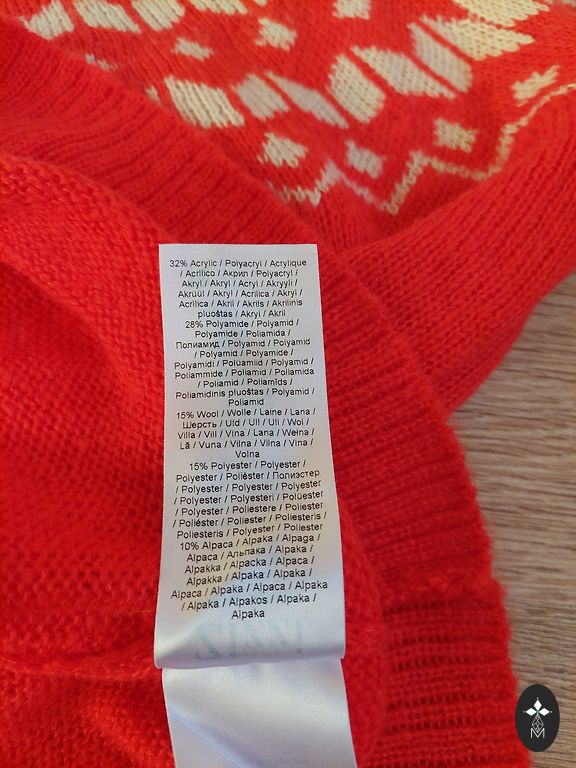 32% Acrylic / Polyacryl / Acrylique
/ Acrilico / Акрил / Polyacryl /
Akryl / Akryl / Acryl / Akryyli /
Akrüül / Akryl / Acrilica / Akryl /
Acrilica / Akril / Akrils / Akrilinis
pluoštas / Akryl / Akril
28% Polyamide / Polyamid /
Polyamide / Poliamida /
Полиамид / Polyamid / Polyamid
/ Polyamid / Polyamide /
Polyamidi / Polüamiid / Polyamid /
Poliammide / Poliamid / Poliamida
/ Poliamid / Poliamīds /
Poliamidinis pluoštas / Polyamid /
Poliamid
15% Wool / Wolle / Laine / Lana /
Шерсть / Uld / Ull / Ull / Wol /
Villa / Vill / Vlna / Lana / Wełna /
Lã / Vuna / Vilna / Vilna / Vlna /
Volna
15% Polyester / Polyester /
Polyester / Poliéster / Полиэстер
/ Polyester / Polyester / Polyester
/ Polyester / Polyesteri / Polüester
/ Polyester / Poliestere / Poliester
/ Poliéster / Poliester / Poliesteris /
Poliesteris / Polyester / Poliester
10% Alpaca / Alpaka / Alpaga /
Alpaca / Альпака / Alpaka /
Alpakka / Alpacka / Alpaca /
Alpakka / Alpaka / Alpaka /
Alpaca / Alpaka / Alpaca / Alpaka
/ Alpaka / Alpakos / Alpaka /
Alpaka